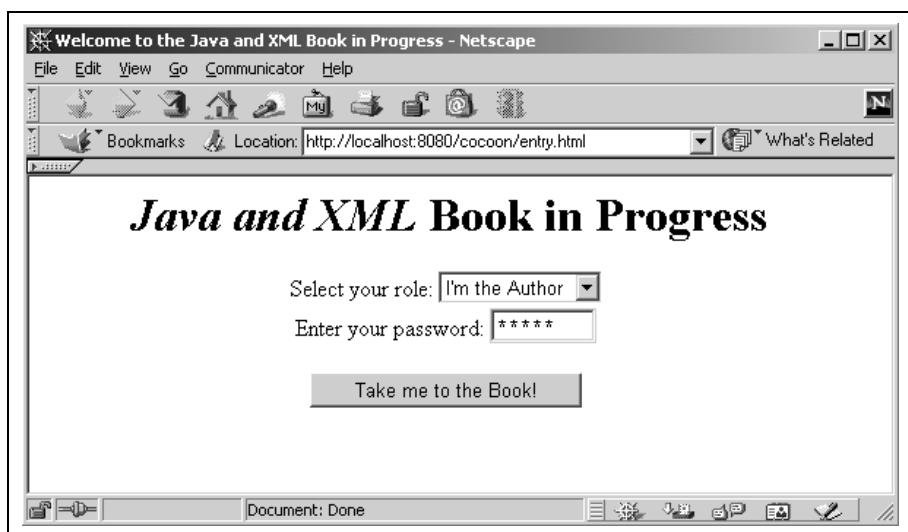 Welcome to the Java and XML Book in Progress - Netscape
File Edit View Go Communicator Help
My
N
Bookmarks Location: http://localhost:8080/cocoon/entry.html What's Related
Java and XML Book in Progress
Select your role: I'm the Author
Enter your password: *****
Take me to the Book!
Document: Done